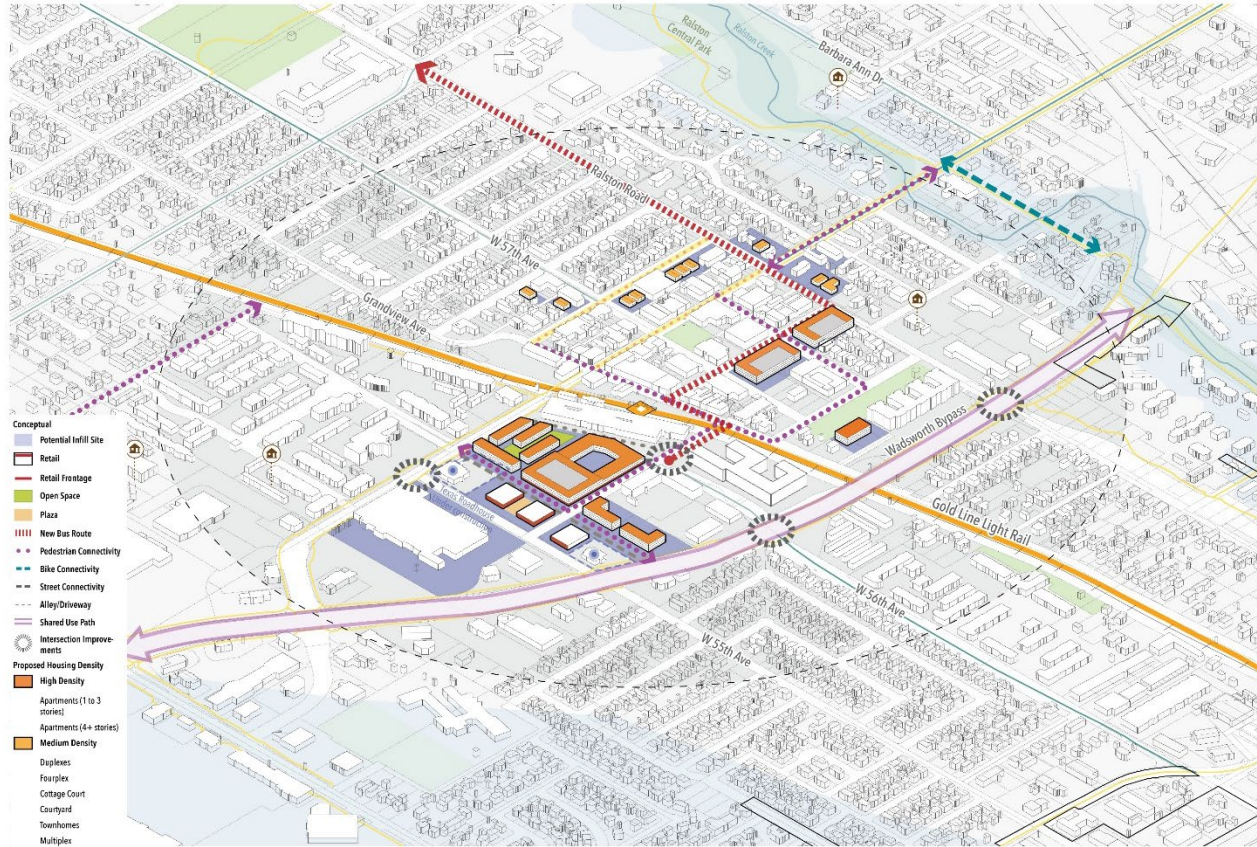 Ralston
Central Park
Ralston Creek
Barbara Ann Dr
Ralston Road
W 57th Ave
Grandview Ave
Wadsworth Bypass
Gold Line Light Rail
Texas Roadhouse
W 56th Ave
W 55th Ave
Conceptual
Potential Infill Site
Retail
Retail Frontage
Open Space
Plaza
New Bus Route
Pedestrian Connectivity
Bike Connectivity
Street Connectivity
Alley/Driveway
Shared Use Path
Intersection Improve-
ments
Proposed Housing Density
High Density
Apartments (1 to 3
stories)
Apartments (4+ stories)
Medium Density
Duplexes
Fourplex
Cottage Court
Courtyard
Townhomes
Multiplex